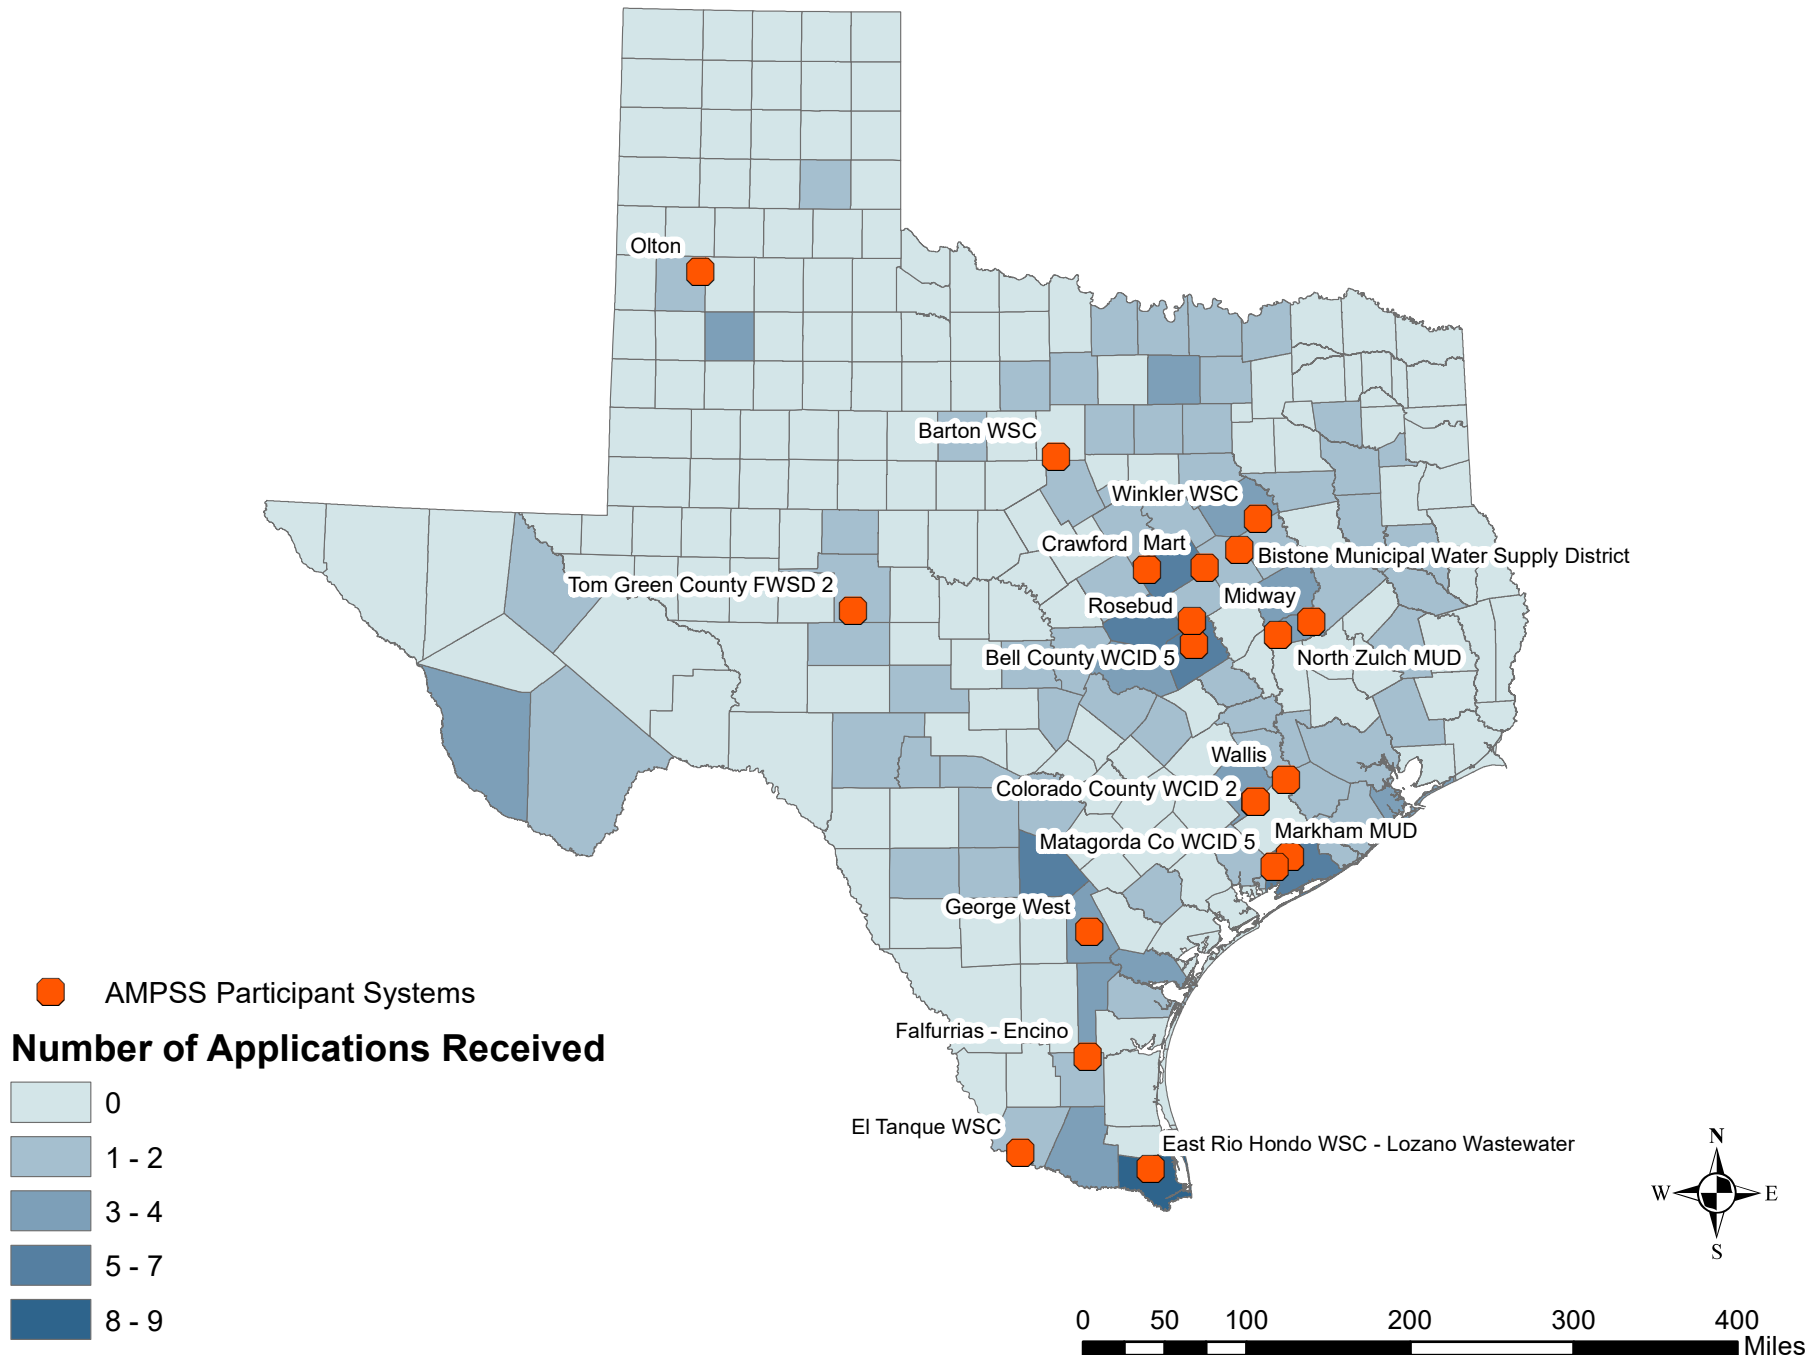 Olton
Barton WSC
Winkler WSC
Crawford
Mart
Bistone Municipal Water Supply District
Tom Green County FWSD 2
Midway
Rosebud
Bell County WCID 5
North Zulch MUD
Wallis
Colorado County WCID 2
Markham MUD
Matagorda Co WCID 5
George West
Falfurrias - Encino
El Tanque WSC
East Rio Hondo WSC - Lozano Wastewater
AMPSS Participant Systems
Number of Applications Received
0
1 - 2
3 - 4
5 - 7
8 - 9
N
W
E
S
0 50 100 200 300 400
Miles